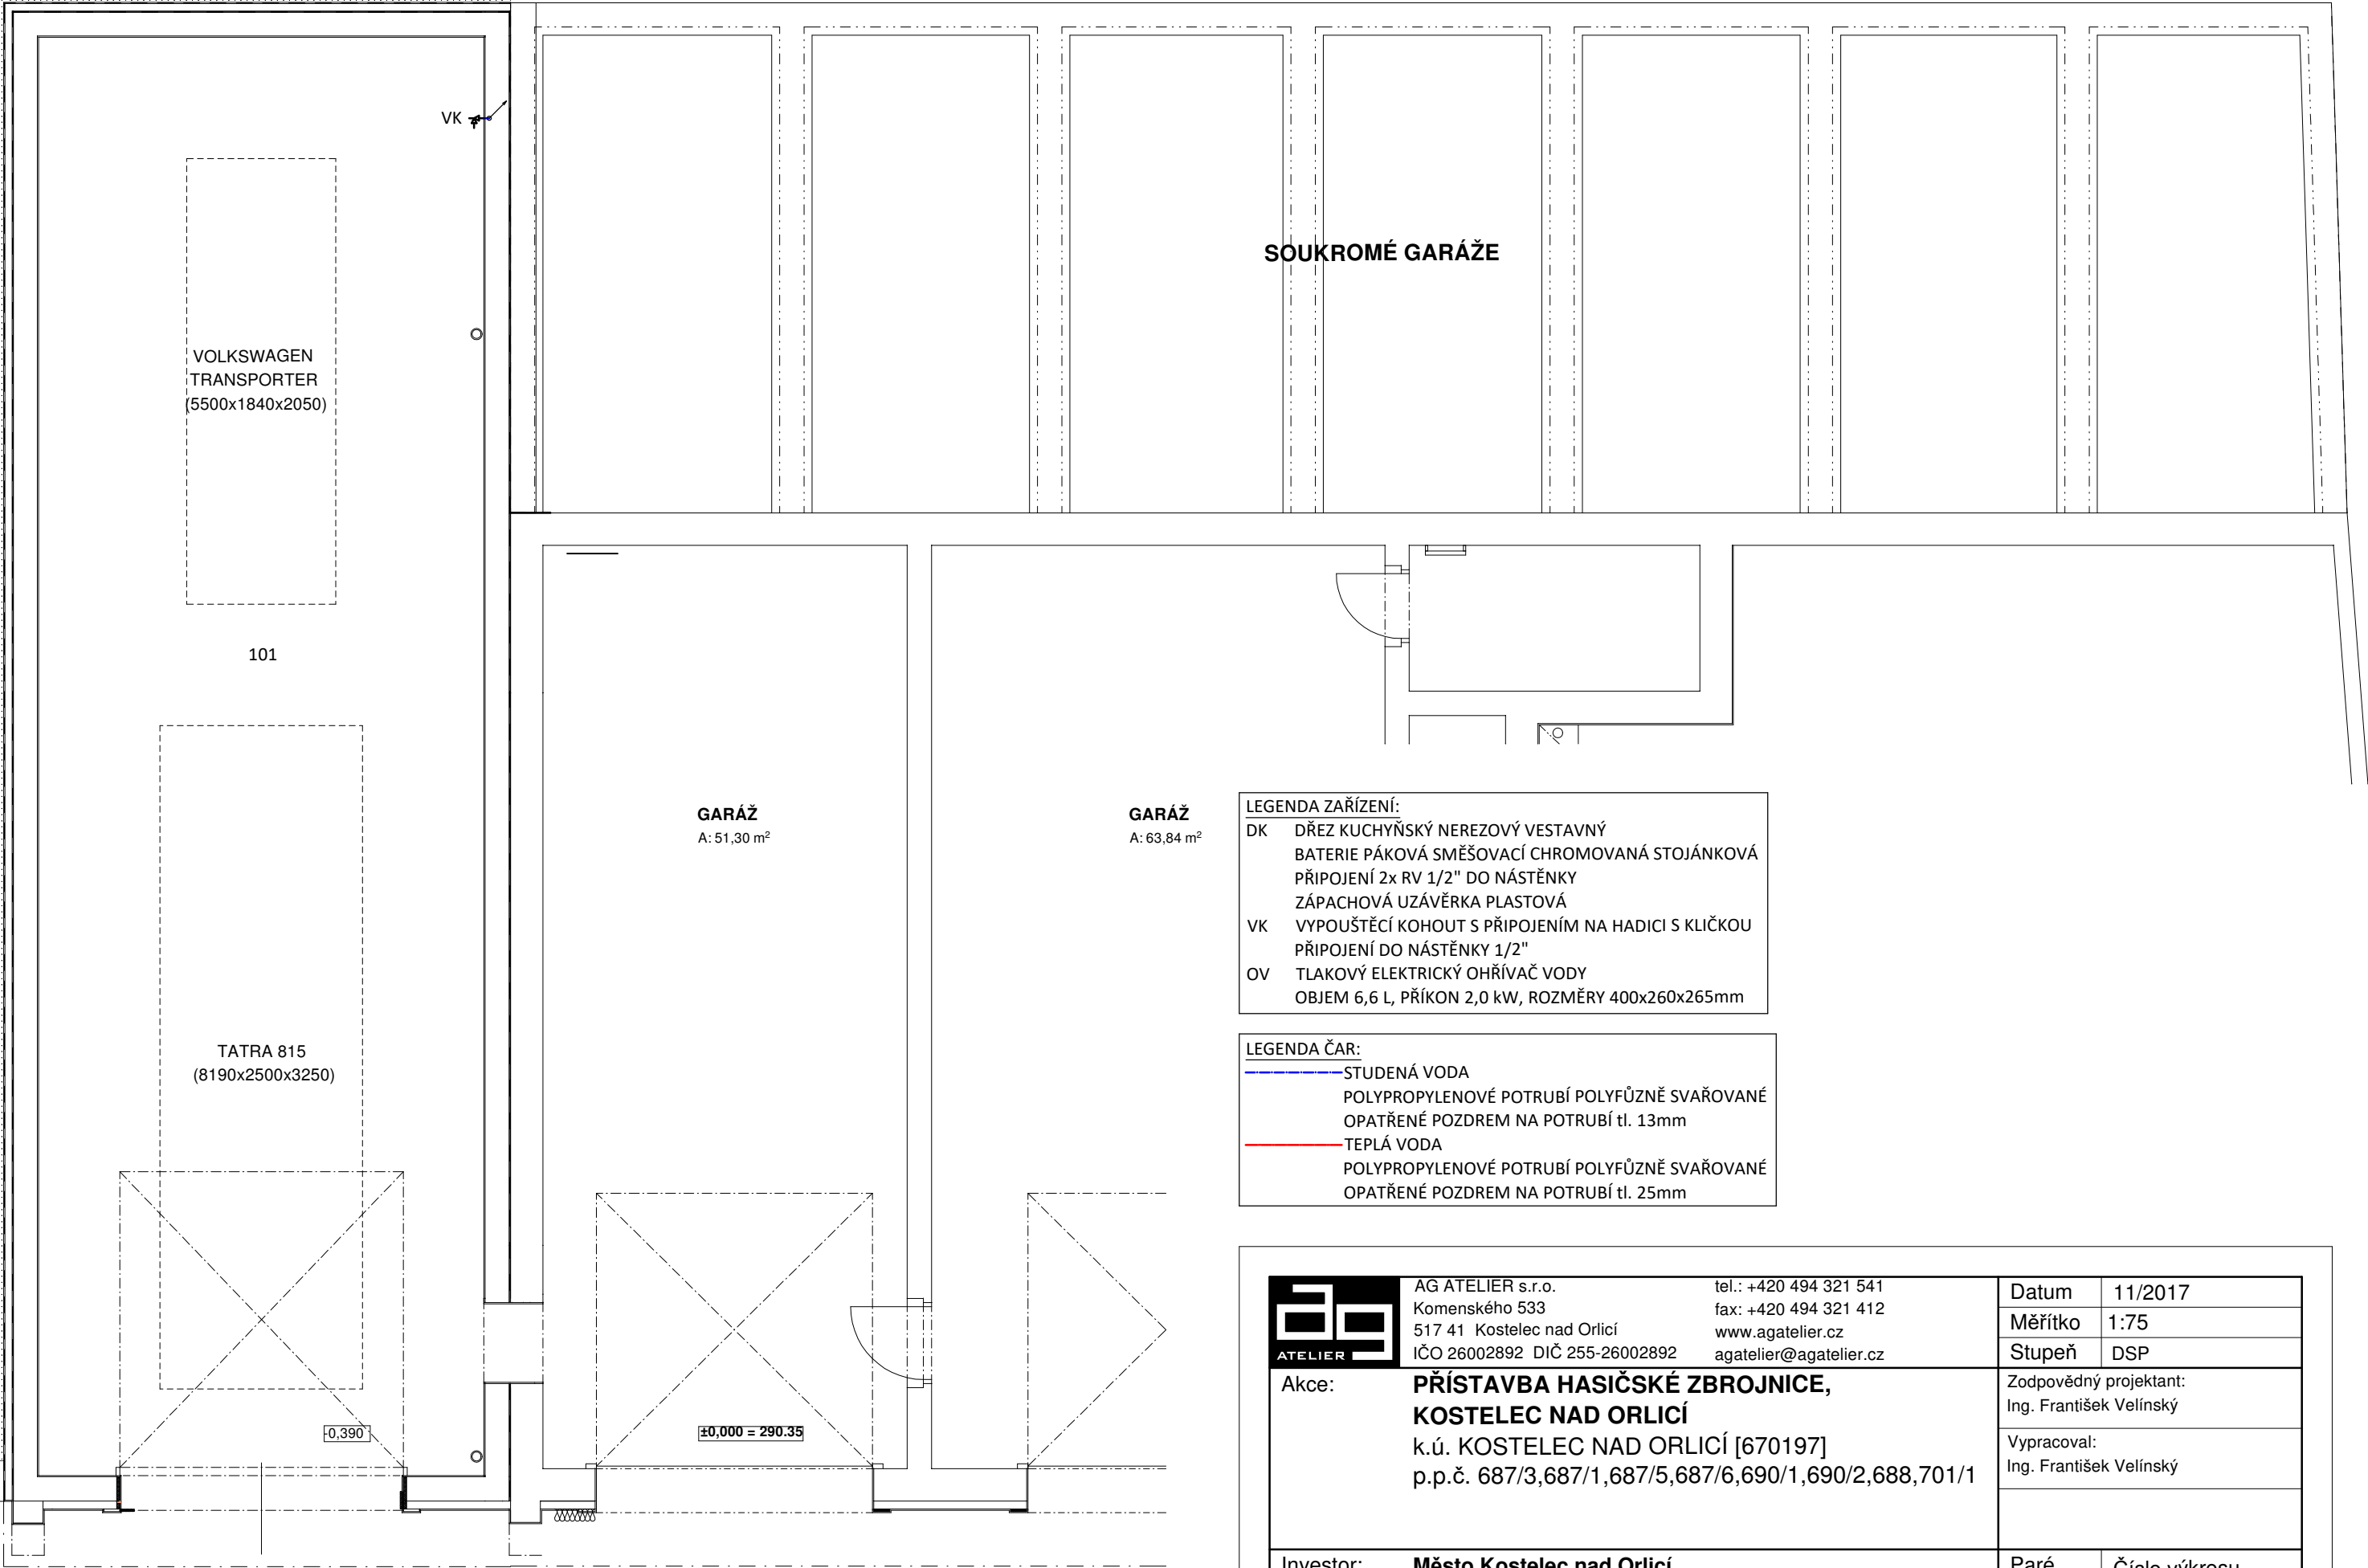 VK
SOUKROMÉ GARÁŽE
VOLKSWAGEN
TRANSPORTER
(5500x1840x2050)
101
GARÁŽ
A: 51,30 m²
GARÁŽ
A: 63,84 m²
TATRA 815
(8190x2500x3250)
-0,390
±0,000 = 290.35
LEGENDA ZAŘÍZENÍ:
DK DŘEZ KUCHYŇSKÝ NEREZOVÝ VESTAVNÝ
BATERIE PÁKOVÁ SMĚŠOVACÍ CHROMOVANÁ STOJÁNKOVÁ
PŘIPOJENÍ 2x RV 1/2" DO NÁSTĚNKY
ZÁPACHOVÁ UZÁVĚRKA PLASTOVÁ
VK VYPOUŠTĚCÍ KOHOUT S PŘIPOJENÍM NA HADICI S KLIČKOU
PŘIPOJENÍ DO NÁSTĚNKY 1/2"
OV TLAKOVÝ ELEKTRICKÝ OHŘÍVAČ VODY
OBJEM 6,6 L, PŘÍKON 2,0 kW, ROZMĚRY 400x260x265mm
LEGENDA ČAR:
STUDENÁ VODA
POLYPROPYLENOVÉ POTRUBÍ POLYFŮZNĚ SVAŘOVANÉ
OPATŘENÉ POZDREM NA POTRUBÍ tl. 13mm
TEPLÁ VODA
POLYPROPYLENOVÉ POTRUBÍ POLYFŮZNĚ SVAŘOVANÉ
OPATŘENÉ POZDREM NA POTRUBÍ tl. 25mm
ag
ATELIER
AG ATELIER s.r.o.
Komenského 533
517 41 Kostelec nad Orlicí
IČO 26002892 DIČ 255-26002892
tel.: +420 494 321 541
fax: +420 494 321 412
www.agatelier.cz
agatelier@agatelier.cz
Datum 11/2017
Měřítko 1:75
Stupeň DSP
Akce: PŘÍSTAVBA HASIČSKÉ ZBROJNICE,
KOSTELEC NAD ORLICÍ
k.ú. KOSTELEC NAD ORLICÍ [670197]
p.p.č. 687/3,687/1,687/5,687/6,690/1,690/2,688,701/1
Zodpovědný projektant:
Ing. František Velínský
Vypracoval:
Ing. František Velínský
Investor: Město Kostelec nad Orlicí
Paré Číslo výkresu